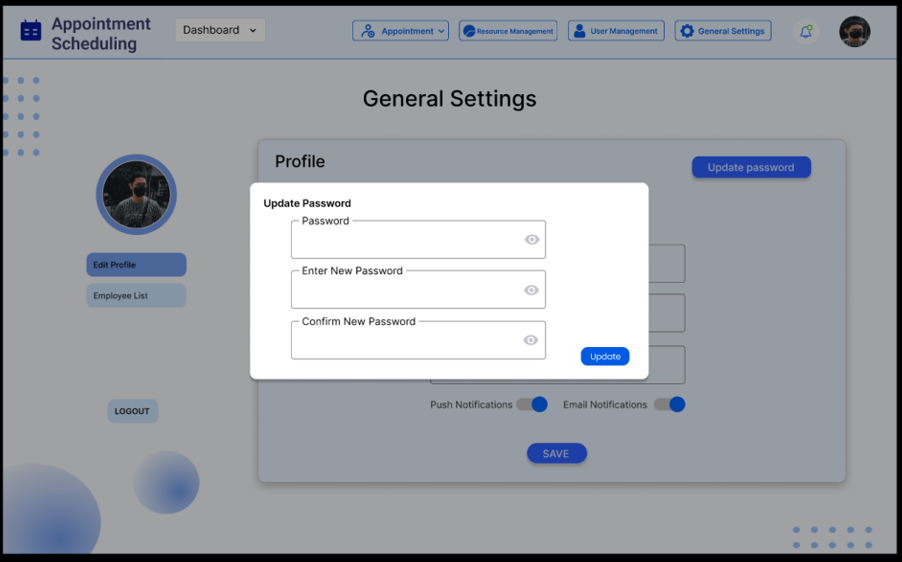 Appointment
Scheduling
Dashboard
Appointment
Resource Management
User Management
General Settings
General Settings
Profile
Update password
Update Password
Password
Enter New Password
Confirm New Password
Update
Edit Profile
Employee List
LOGOUT
Push Notifications
Email Notifications
SAVE